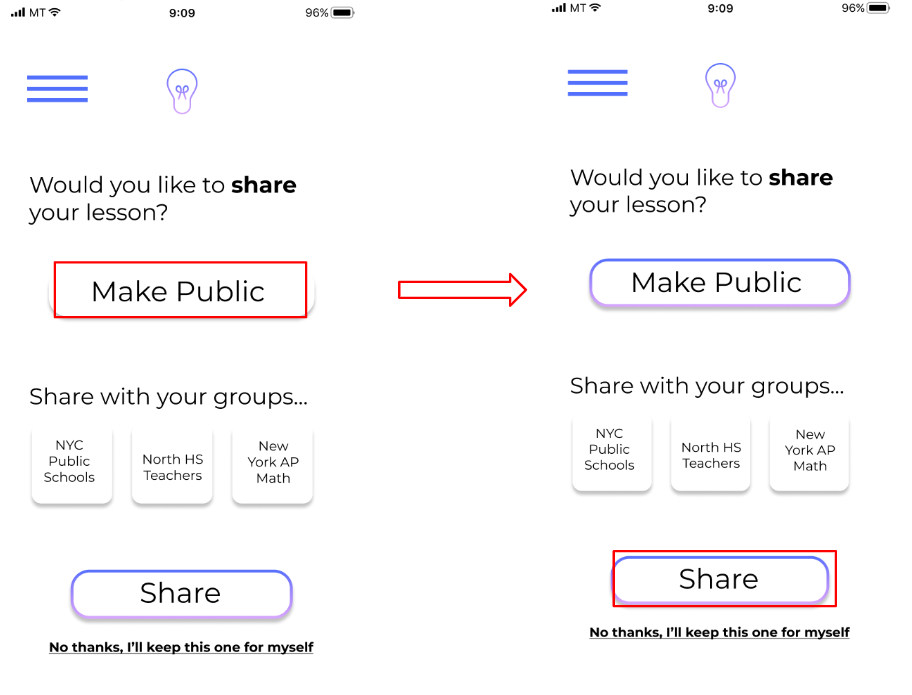 MT 9:09 96%
Would you like to share
your lesson?
Make Public
Share with your groups...
NYC
Public
Schools
North HS
Teachers
New
York AP
Math
Share
No thanks, I'll keep this one for myself
MT 9:09 96%
Would you like to share
your lesson?
Make Public
Share with your groups...
NYC
Public
Schools
North HS
Teachers
New
York AP
Math
Share
No thanks, I'll keep this one for myself